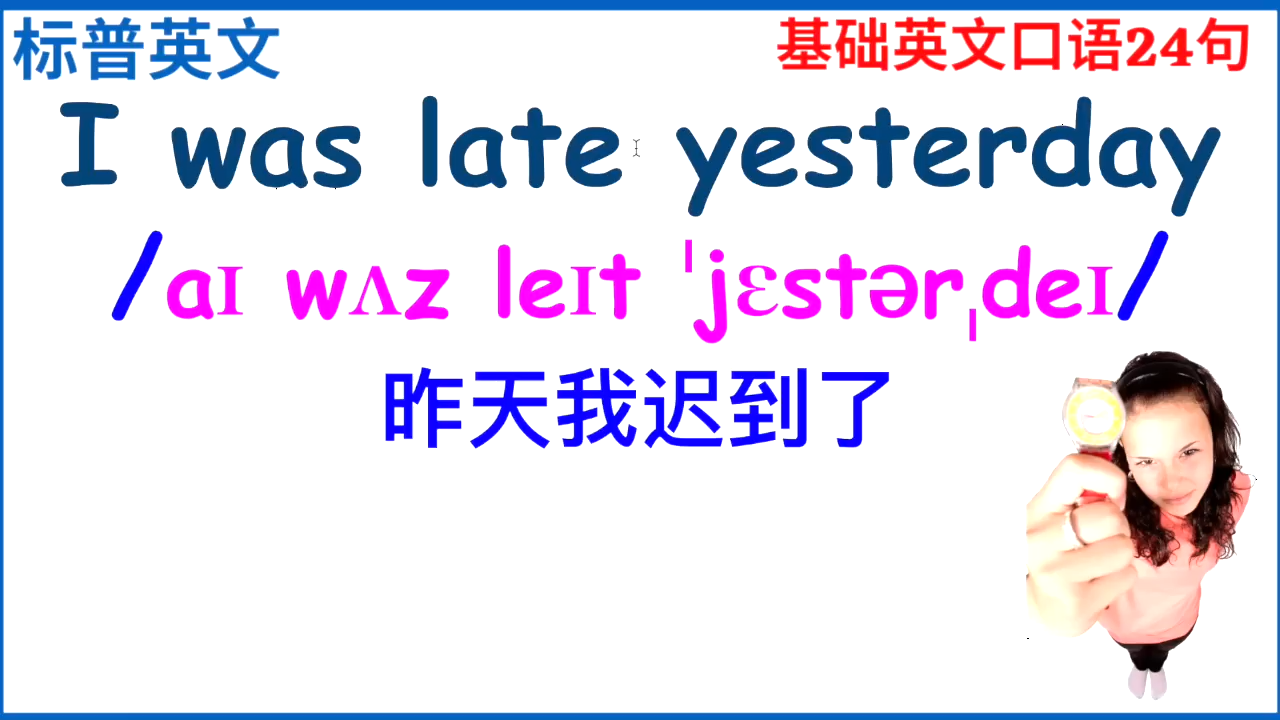 标普英文
基础英文口语24句
I was late yesterday
/aɪ wʌz leɪt ˈjɛstərˌdeɪ/
昨天我迟到了